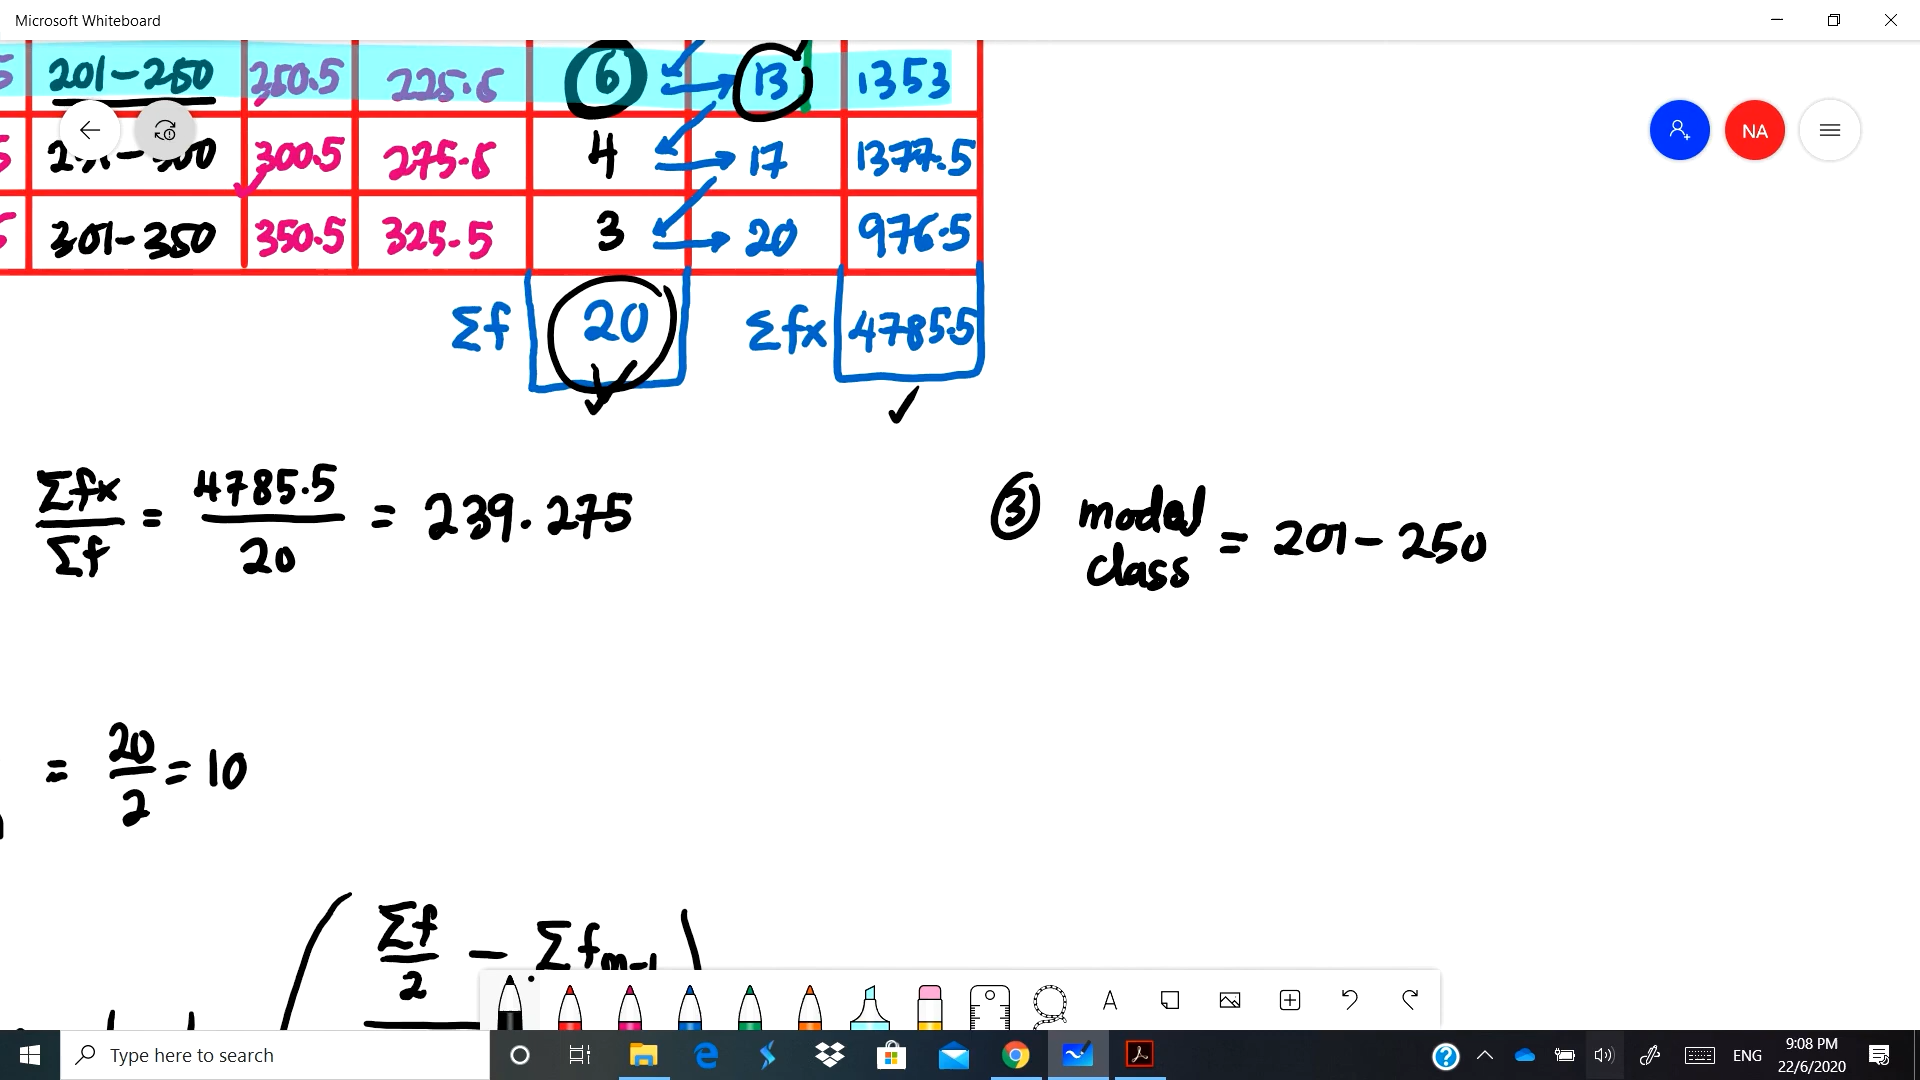 Microsoft Whiteboard
5 201-250 250.5 225.5 6 13 1353
5 300.5 275.5 4 17 1377.5
5 301-350 350.5 325.5 3 20 976.5
Σf 20 Σfx 4785.5
NA
Σfx/Σf = 4785.5/20 = 239.275
③ modal class = 201-250
= 20/2 = 10
( Σf/2 - Σfm-1 )
A
Type here to search
ENG
9:08 PM
22/6/2020